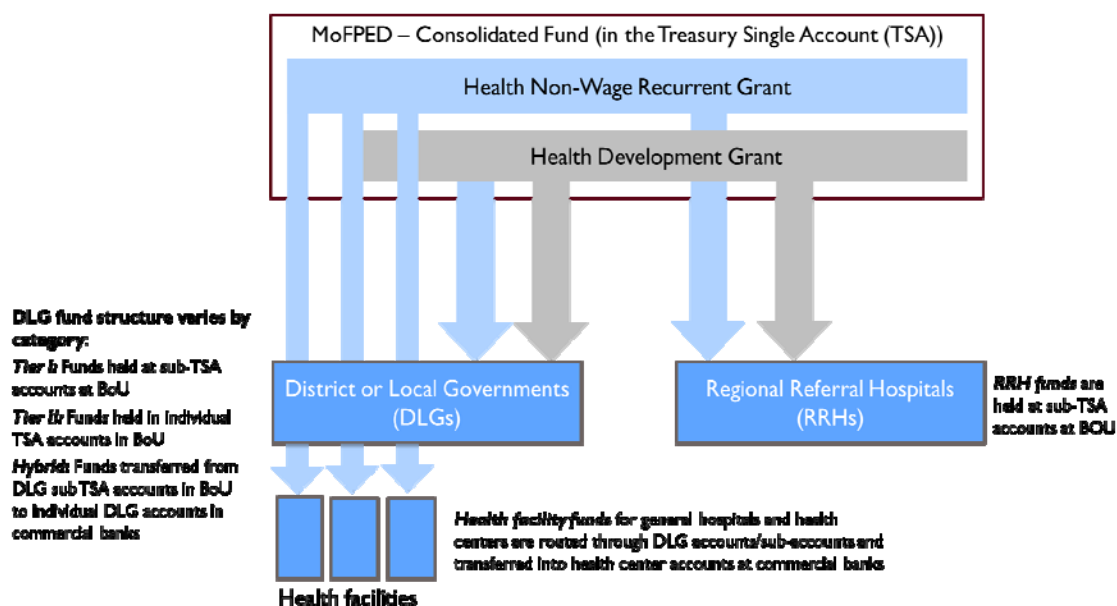 MoFPED – Consolidated Fund (in the Treasury Single Account (TSA))
Health Non-Wage Recurrent Grant
Health Development Grant
DLG fund structure varies by
category:
Tier I: Funds held at sub-TSA
accounts at BoU
Tier II: Funds held in individual
TSA accounts in BoU
Hybrid: Funds transferred from
DLG sub TSA accounts in BoU
to individual DLG accounts in
commercial banks
District or Local Governments
(DLGs)
Regional Referral Hospitals
(RRHs)
RRH funds are
held at sub-TSA
accounts at BOU
Health facility funds for general hospitals and health
centers are routed through DLG accounts/sub-accounts and
transferred into health center accounts at commercial banks
Health facilities